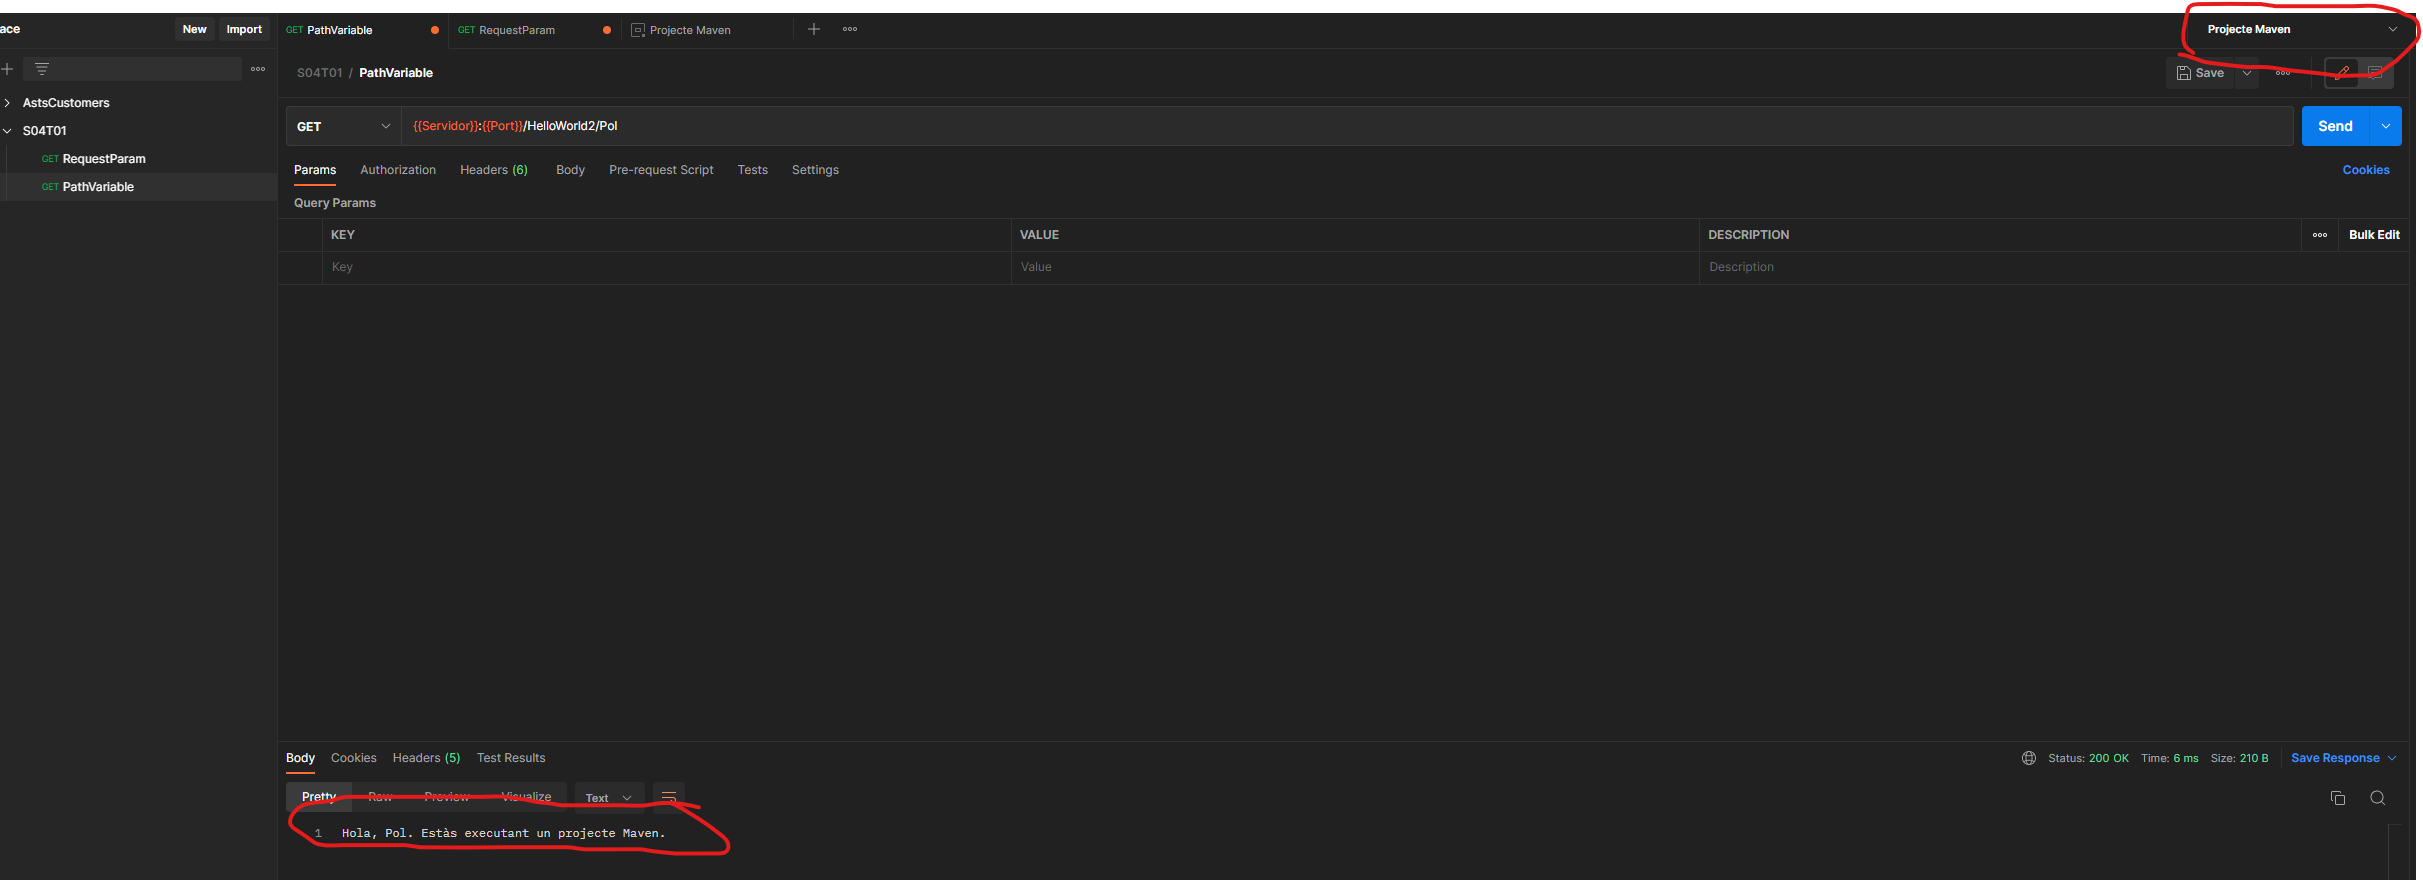 ace New Import GET PathVariable GET RequestParam Projecte Maven Projecte Maven
S04T01 / PathVariable Save
AstsCustomers
S04T01
GET RequestParam
GET PathVariable
GET {{Servidor}}:{{Port}}/HelloWorld2/Pol Send
Params Authorization Headers (6) Body Pre-request Script Tests Settings Cookies
Query Params
KEY VALUE DESCRIPTION Bulk Edit
Key Value Description
Body Cookies Headers (5) Test Results Status: 200 OK Time: 6 ms Size: 210 B Save Response
Pretty Raw Preview Visualize Text
1 Hola, Pol. Estàs executant un projecte Maven.